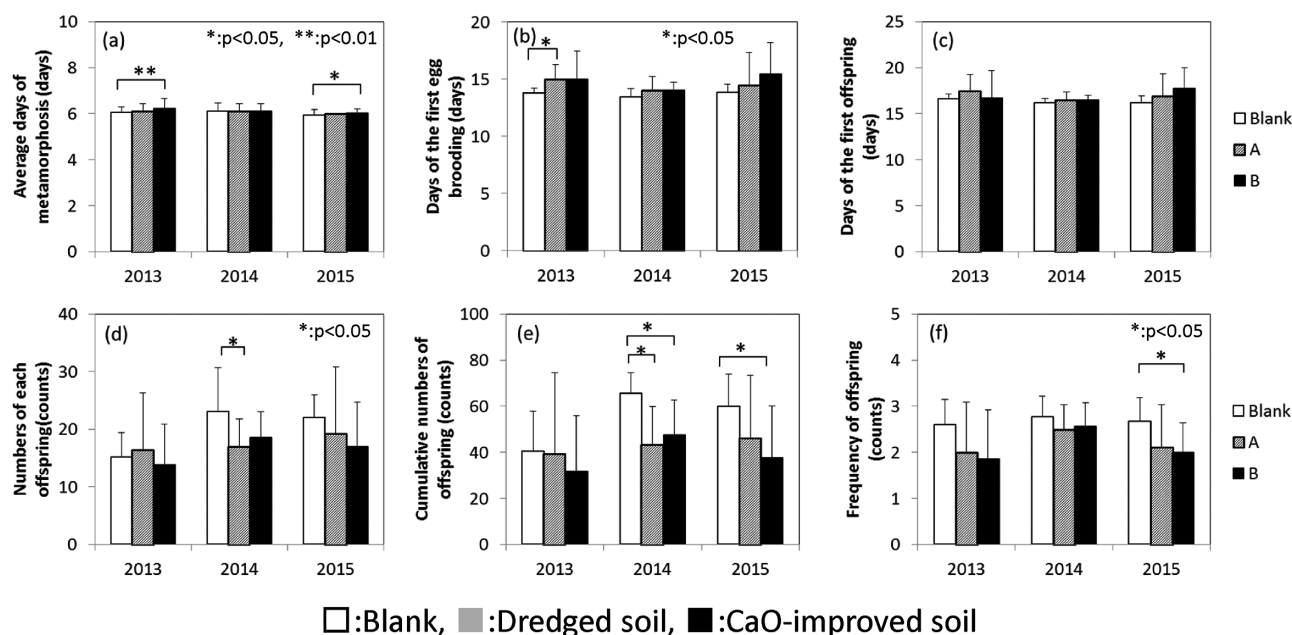 (a)
*:p<0.05, **:p<0.01
**
*
Average days of
metamorphosis (days)
10
8
6
4
2
0
2013
2014
2015
(b)
*:p<0.05
*
Days of the first egg
brooding (days)
20
15
10
5
0
2013
2014
2015
(c)
Days of the first offspring
(days)
25
20
15
10
5
0
2013
2014
2015
Blank
A
B
(d)
*:p<0.05
*
Numbers of each
offspring(counts)
40
30
20
10
0
2013
2014
2015
(e)
*
*
*
Cumulative numbers of
offspring (counts)
100
80
60
40
20
0
2013
2014
2015
(f)
*:p<0.05
*
Frequency of offspring
(counts)
5
4
3
2
1
0
2013
2014
2015
Blank
A
B
:Blank, :Dredged soil, :CaO-improved soil